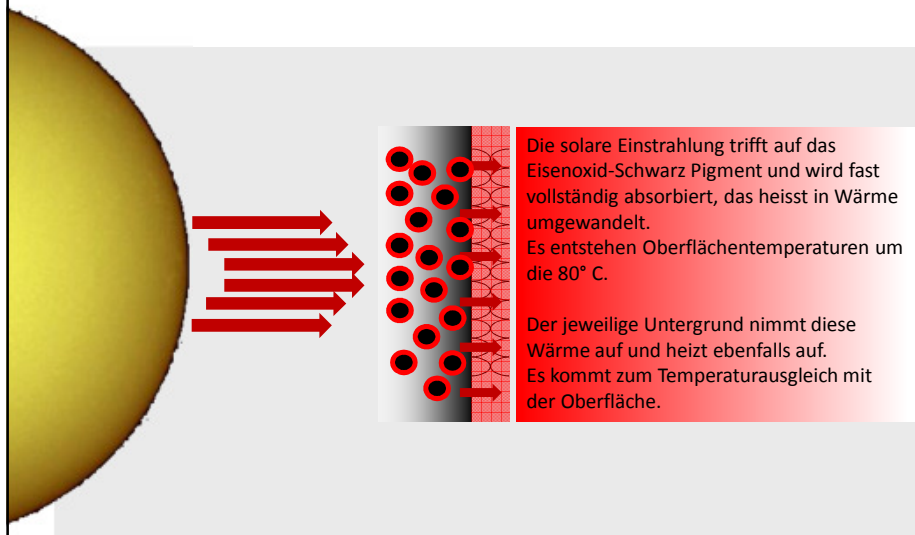 Die solare Einstrahlung trifft auf das
Eisenoxid-Schwarz Pigment und wird fast
vollständig absorbiert, das heisst in Wärme
umgewandelt.
Es entstehen Oberflächentemperaturen um
die 80° C.
Der jeweilige Untergrund nimmt diese
Wärme auf und heizt ebenfalls auf.
Es kommt zum Temperaturausgleich mit
der Oberfläche.